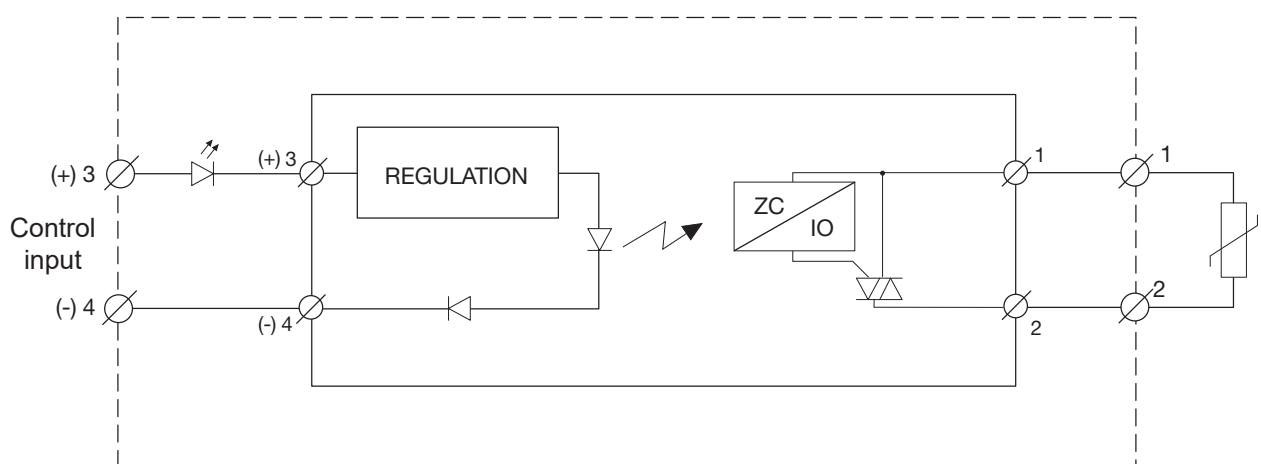 (+) 3
(+) 3
REGULATION
1
1
ZC
IO
Control
input
(-) 4
(-) 4
2
2